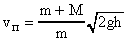 vп = (m + M)/m √2gh